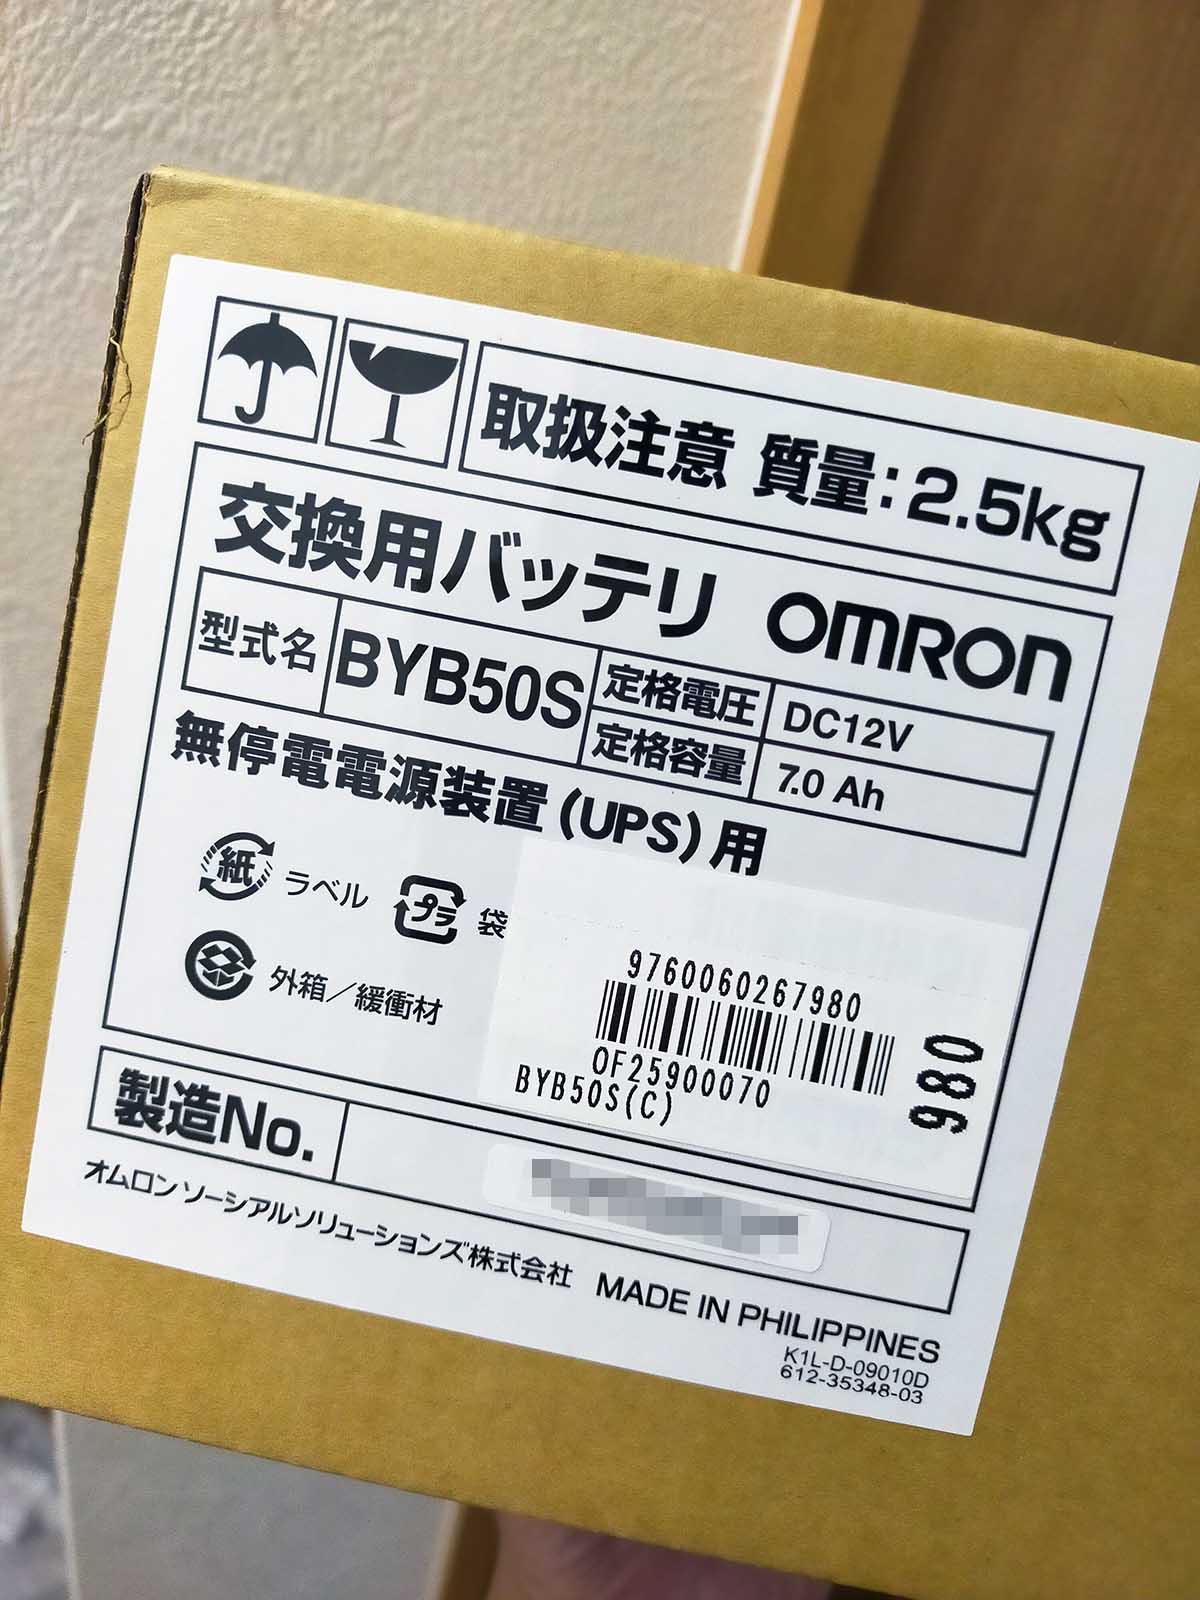 取扱注意 質量：2.5kg
交換用バッテリ OMRON
型式名 BYB50S 定格電圧 DC12V
定格容量 7.0 Ah
無停電電源装置(UPS)用
紙 ラベル プラ 袋
外箱／緩衝材
9760060267980
OF25900070
BYB50S(C)
980
製造No.
オムロン ソーシアルソリューションズ株式会社 MADE IN PHILIPPINES
K1L-D-09010D
612-35348-03